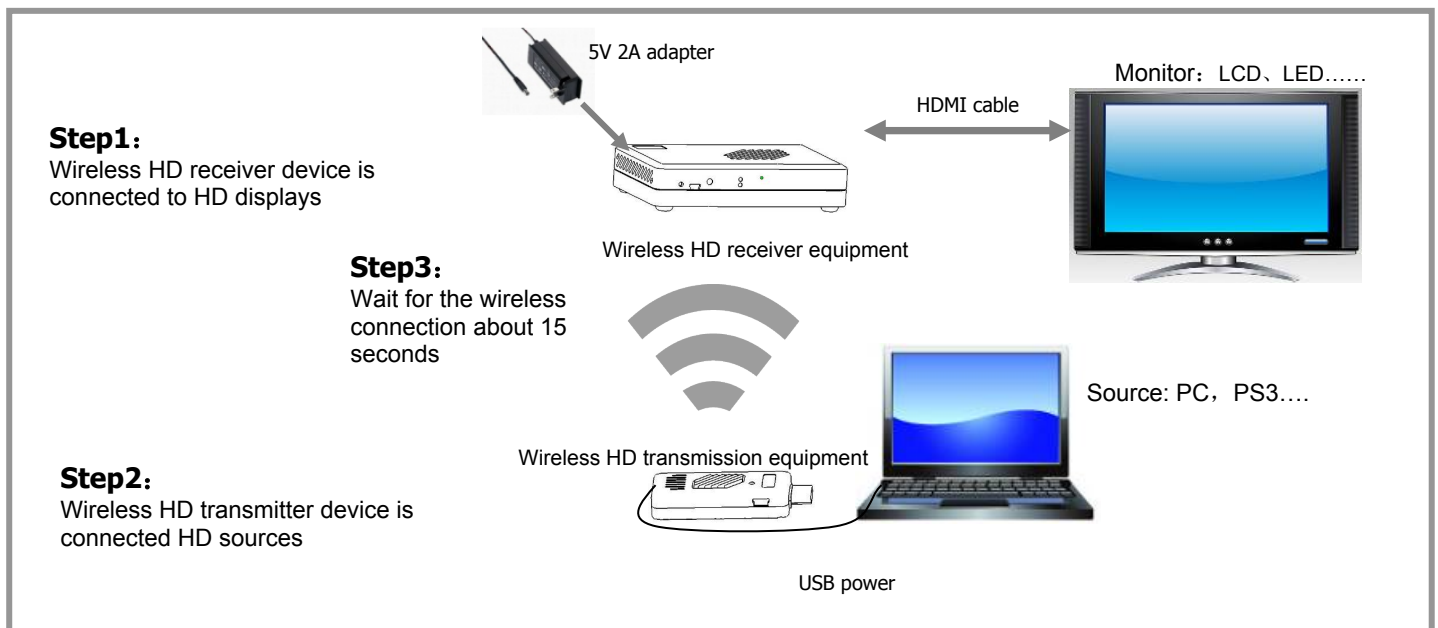 5V 2A adapter
Monitor：LCD、LED……
HDMI cable
Step1：
Wireless HD receiver device is
connected to HD displays
Wireless HD receiver equipment
Step3：
Wait for the wireless
connection about 15
seconds
Source: PC，PS3….
Wireless HD transmission equipment
Step2：
Wireless HD transmitter device is
connected HD sources
USB power